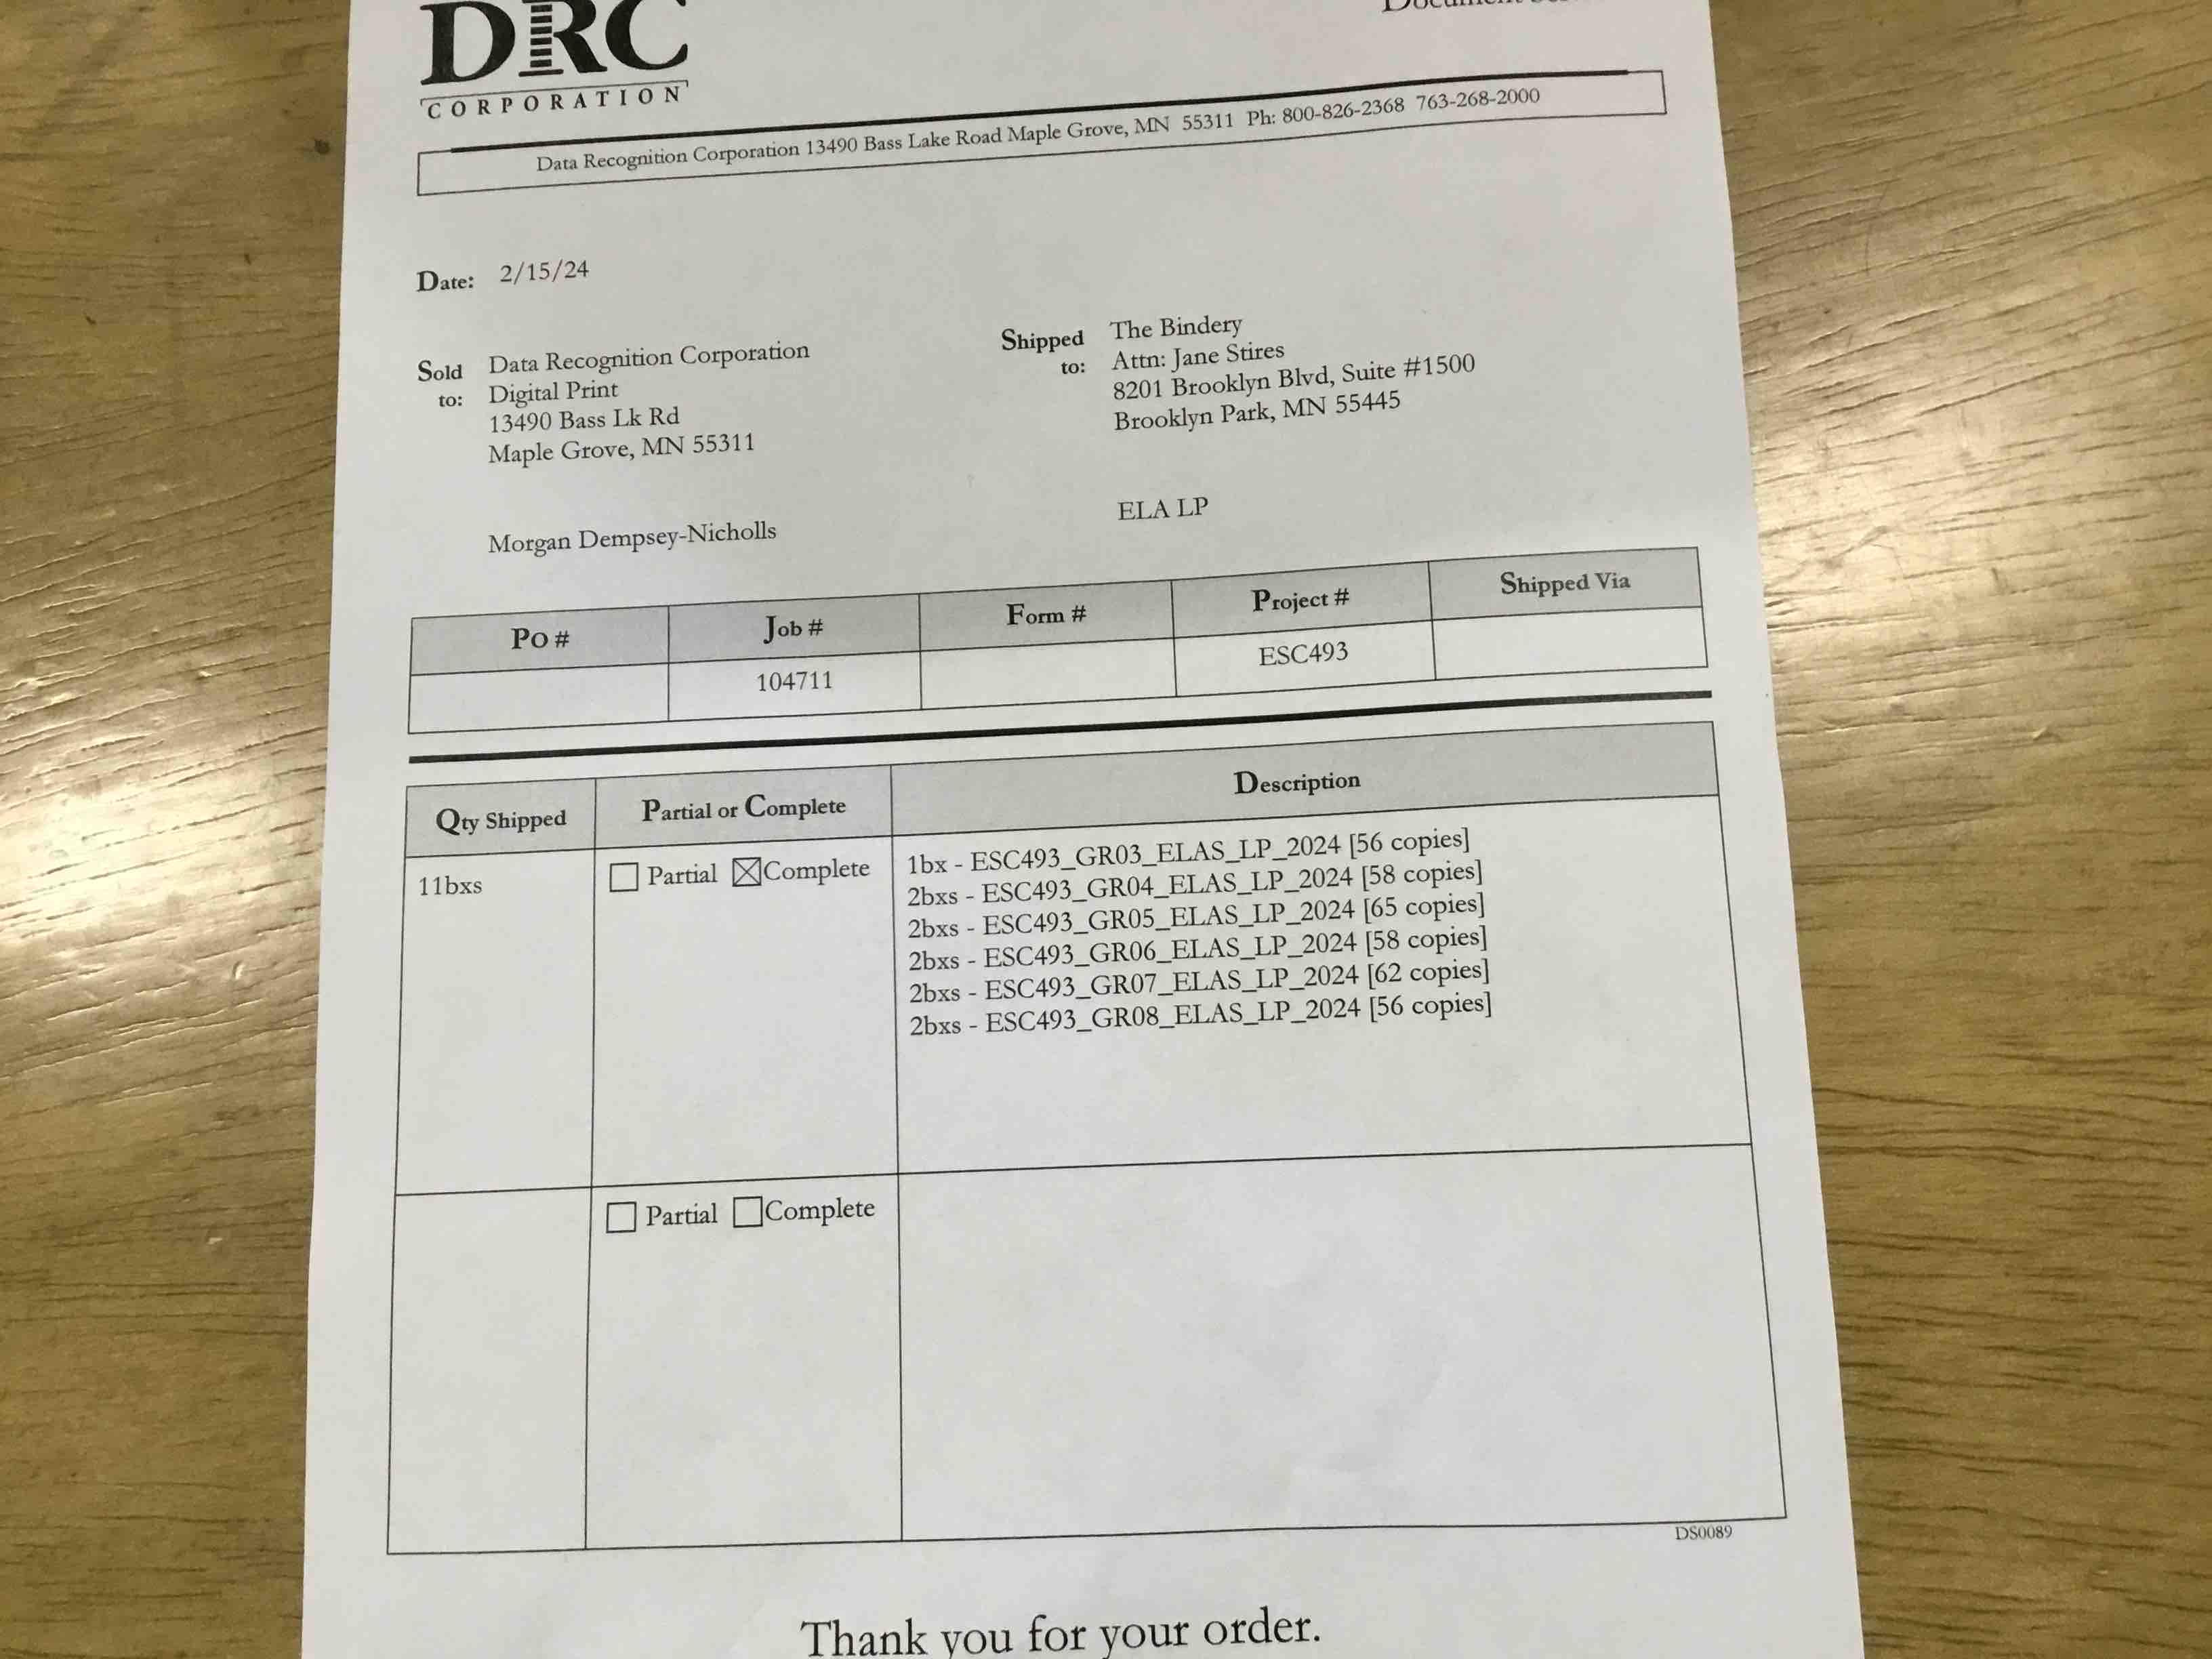 DRC
CORPORATION
Data Recognition Corporation 13490 Bass Lake Road Maple Grove, MN 55311 Ph: 800-826-2368 763-268-2000
Date: 2/15/24
Sold to: Data Recognition Corporation
Digital Print
13490 Bass Lk Rd
Maple Grove, MN 55311
Morgan Dempsey-Nicholls
Shipped to: The Bindery
Attn: Jane Stires
8201 Brooklyn Blvd, Suite #1500
Brooklyn Park, MN 55445
ELA LP
PO # Job # Form # Project # Shipped Via
104711 ESC493
Qty Shipped Partial or Complete Description
11bxs Partial Complete
1bx - ESC493_GR03_ELAS_LP_2024 [56 copies]
2bxs - ESC493_GR04_ELAS_LP_2024 [58 copies]
2bxs - ESC493_GR05_ELAS_LP_2024 [65 copies]
2bxs - ESC493_GR06_ELAS_LP_2024 [58 copies]
2bxs - ESC493_GR07_ELAS_LP_2024 [62 copies]
2bxs - ESC493_GR08_ELAS_LP_2024 [56 copies]
Partial Complete
DS0089
Thank you for your order.